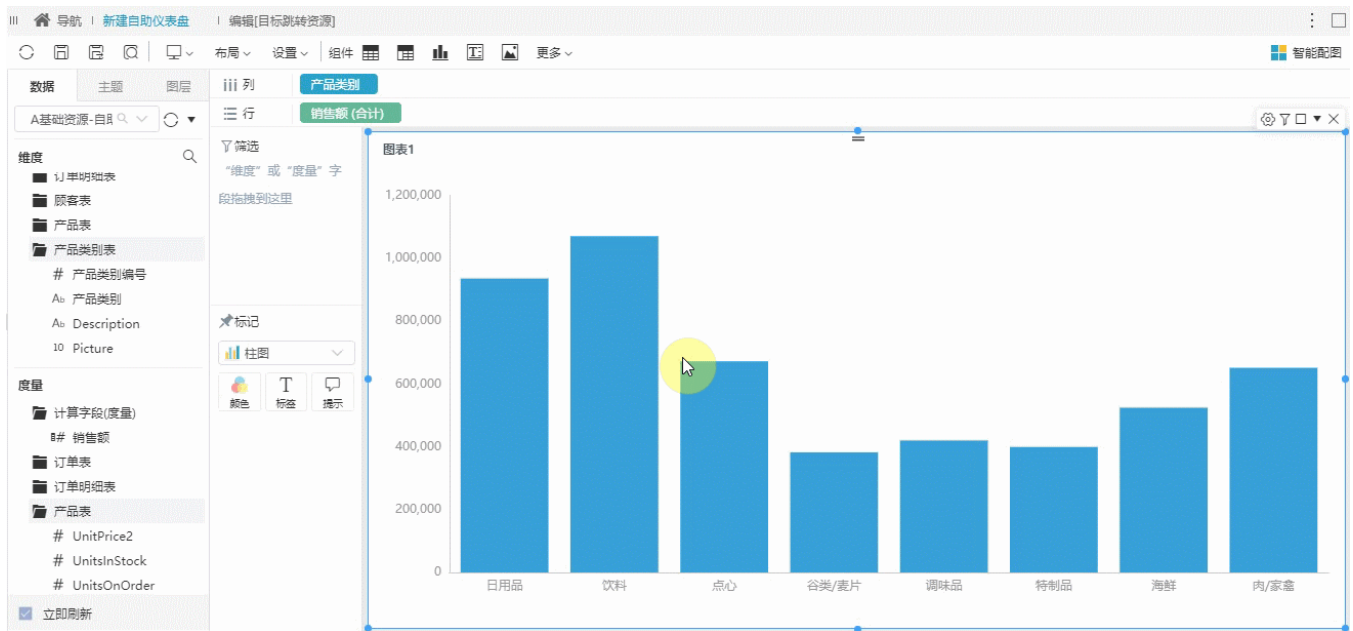 导航 新建自助仪表盘 编辑[目标跳转资源]
布局 设置 组件 更多 智能配图
数据 主题 图层
列 产品类别
A基础资源-自助
行 销售额 (合计)
维度
订单明细表
顾客表
产品表
产品类别表
# 产品类别编号
Ab 产品类别
Ab Description
10 Picture
度量
计算字段(度量)
# 销售额
订单表
订单明细表
产品表
# UnitPrice2
# UnitsInStock
# UnitsOnOrder
立即刷新
筛选
“维度” 或 “度量” 字
段拖拽到这里
标记
柱图
颜色 T 标签 提示
图表1
1,200,000
1,000,000
800,000
600,000
400,000
200,000
0
日用品 饮料 点心 谷类/麦片 调味品 特制品 海鲜 肉/家禽